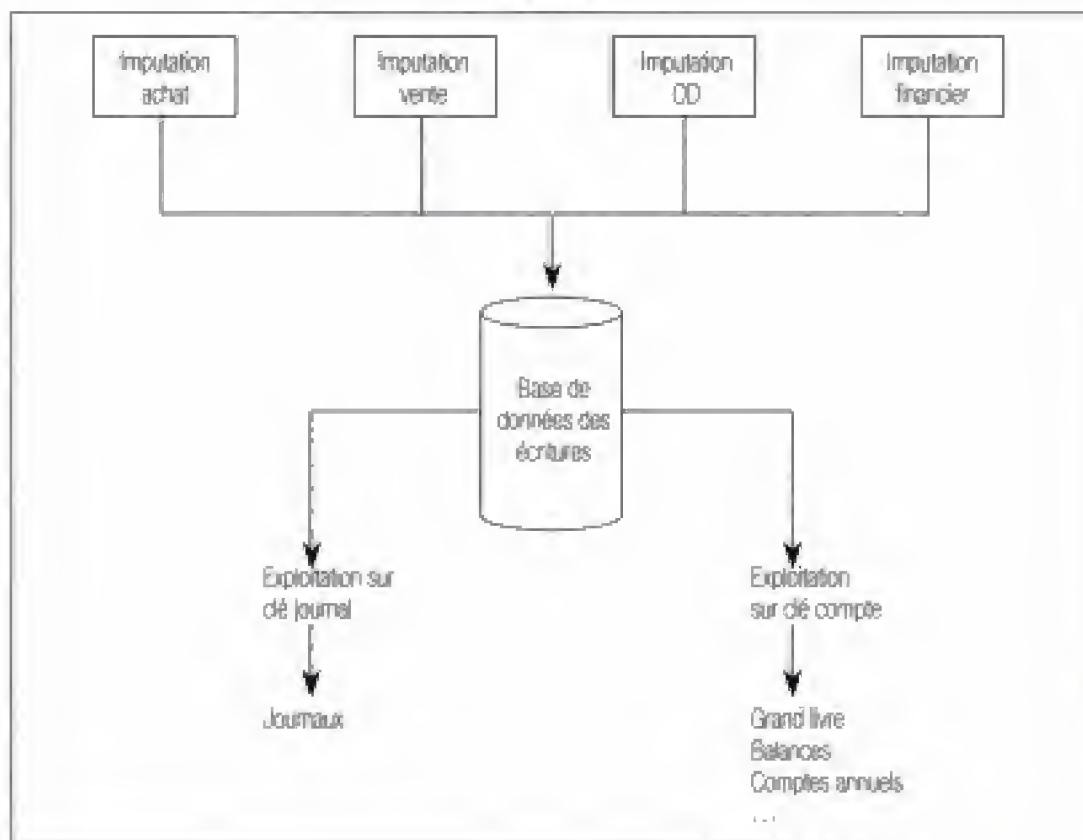 Imputation
achat
Imputation
vente
Imputation
OD
Imputation
financier
Base de
données des
écritures
Exploitation sur
clé journal
Exploitation
sur clé compte
Journaux
Grand livre
Balances
Comptes annuels
...